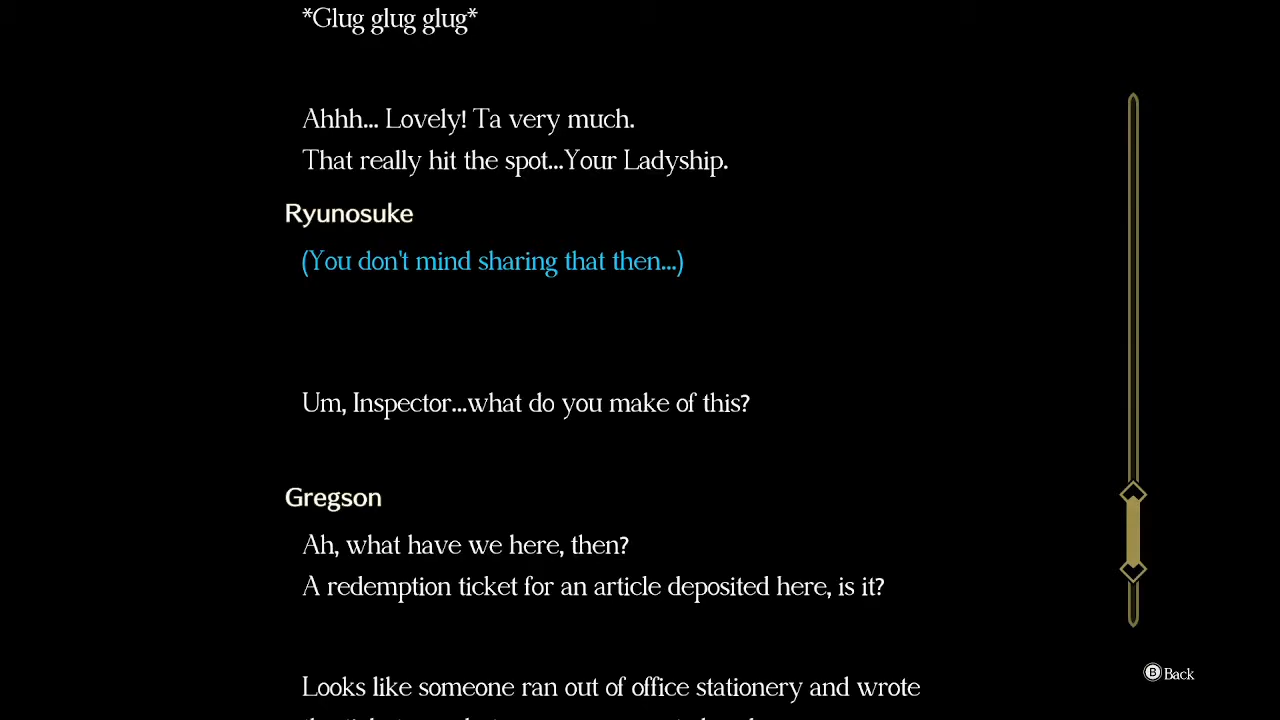 *Glug glug glug*
Ahhh... Lovely! Ta very much.
That really hit the spot...Your Ladyship.
Ryunosuke
(You don't mind sharing that then...)
Um, Inspector...what do you make of this?
Gregson
Ah, what have we here, then?
A redemption ticket for an article deposited here, is it?
Looks like someone ran out of office stationery and wrote
B Back